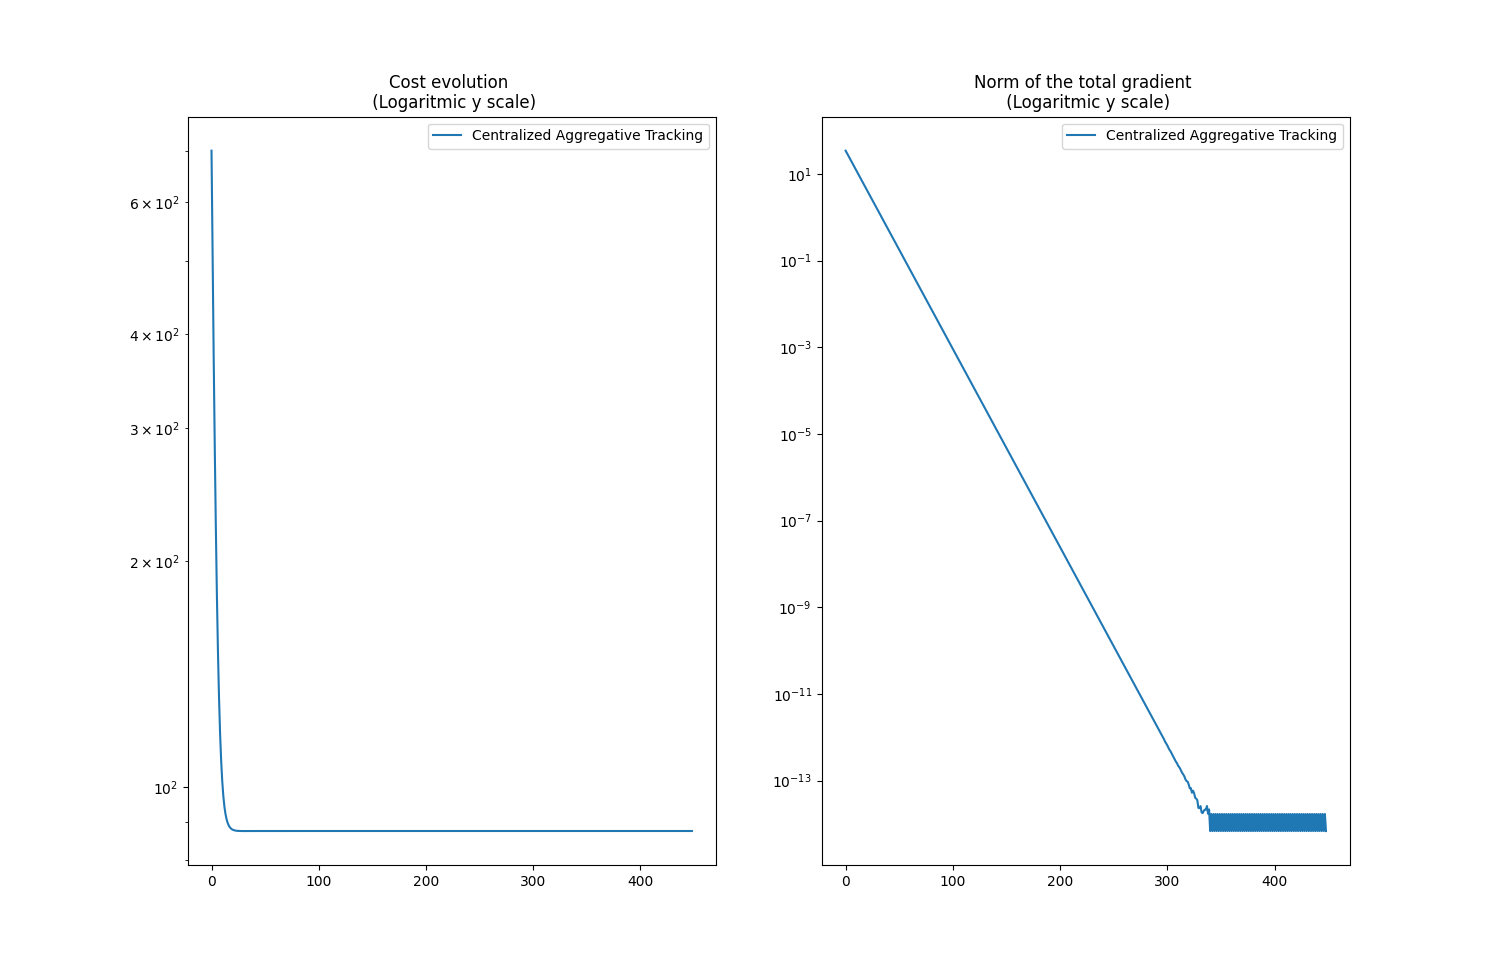 Cost evolution
(Logaritmic y scale)
Centralized Aggregative Tracking
6 × 10²
4 × 10²
3 × 10²
2 × 10²
10²
0 100 200 300 400
Norm of the total gradient
(Logaritmic y scale)
Centralized Aggregative Tracking
10¹
10⁻¹
10⁻³
10⁻⁵
10⁻⁷
10⁻⁹
10⁻¹¹
10⁻¹³
0 100 200 300 400